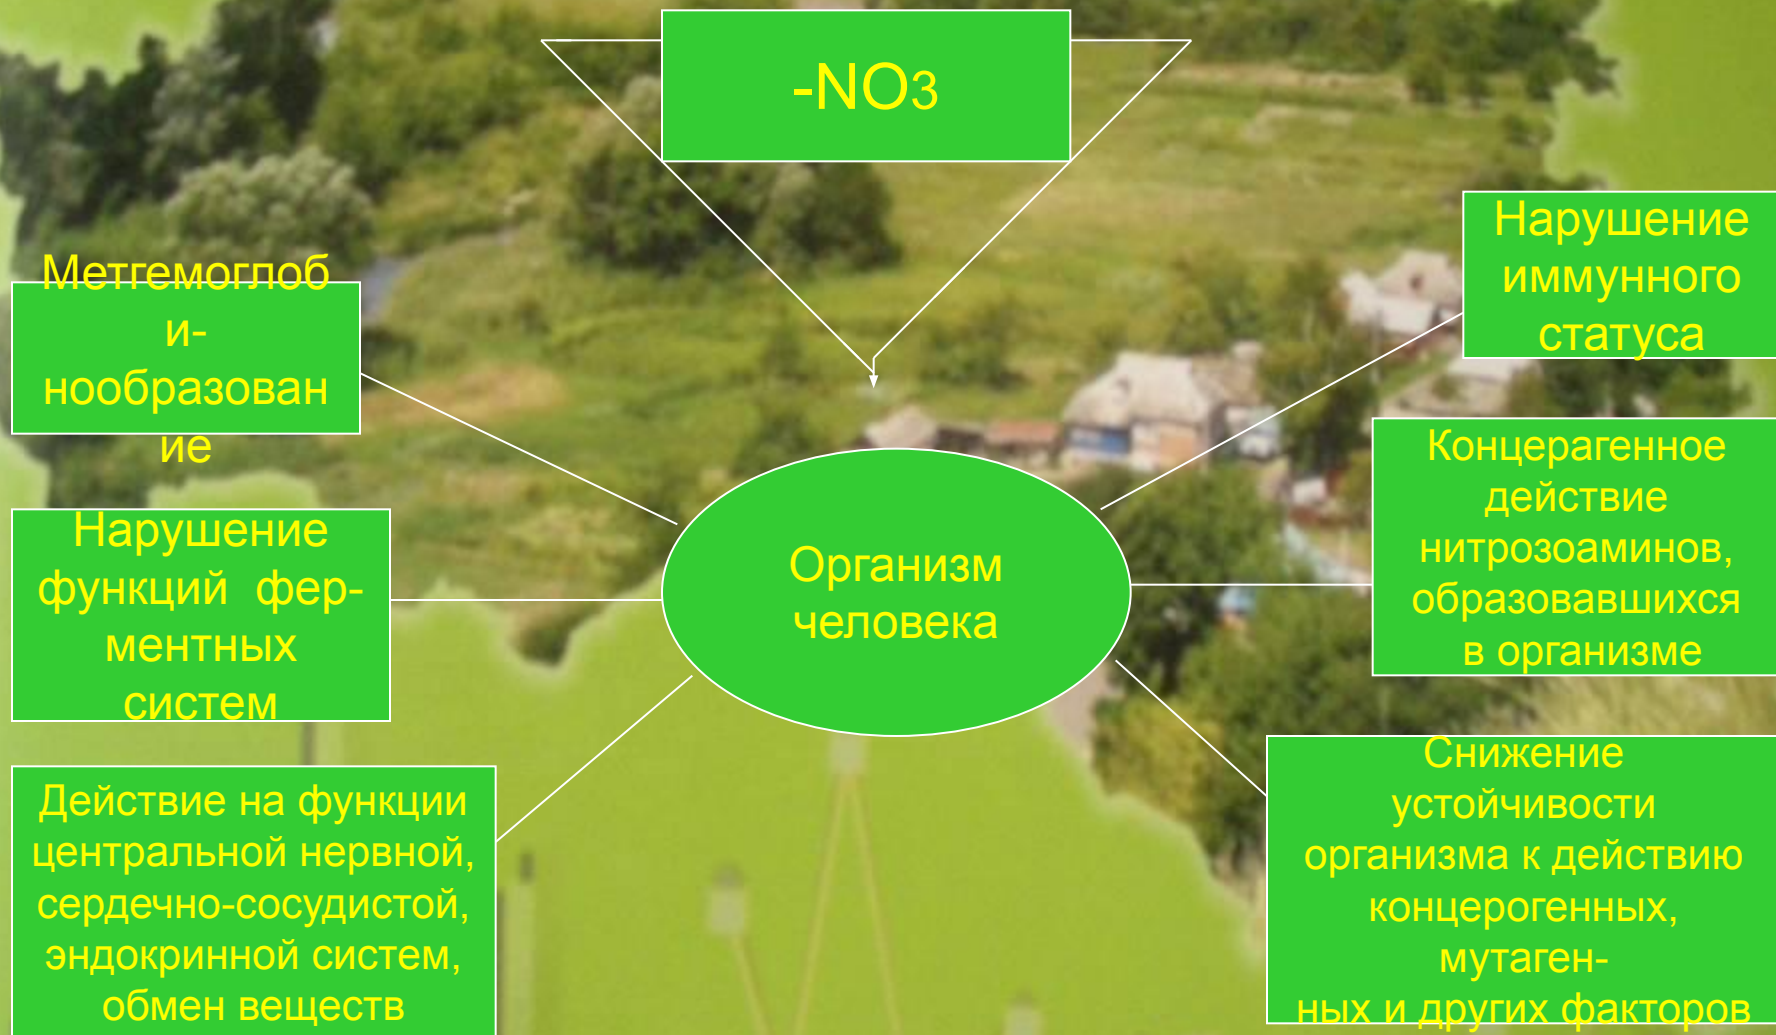 -NO3
Метгемоглоб
и-
нообразован
ие
Нарушение
функций фер-
ментных
систем
Действие на функции
центральной нервной,
сердечно-сосудистой,
эндокринной систем,
обмен веществ
Организм
человека
Нарушение
иммунного
статуса
Концерагенное
действие
нитрозоаминов,
образовавшихся
в организме
Снижение
устойчивости
организма к действию
концерогенных,
мутаген-
ных и других факторов